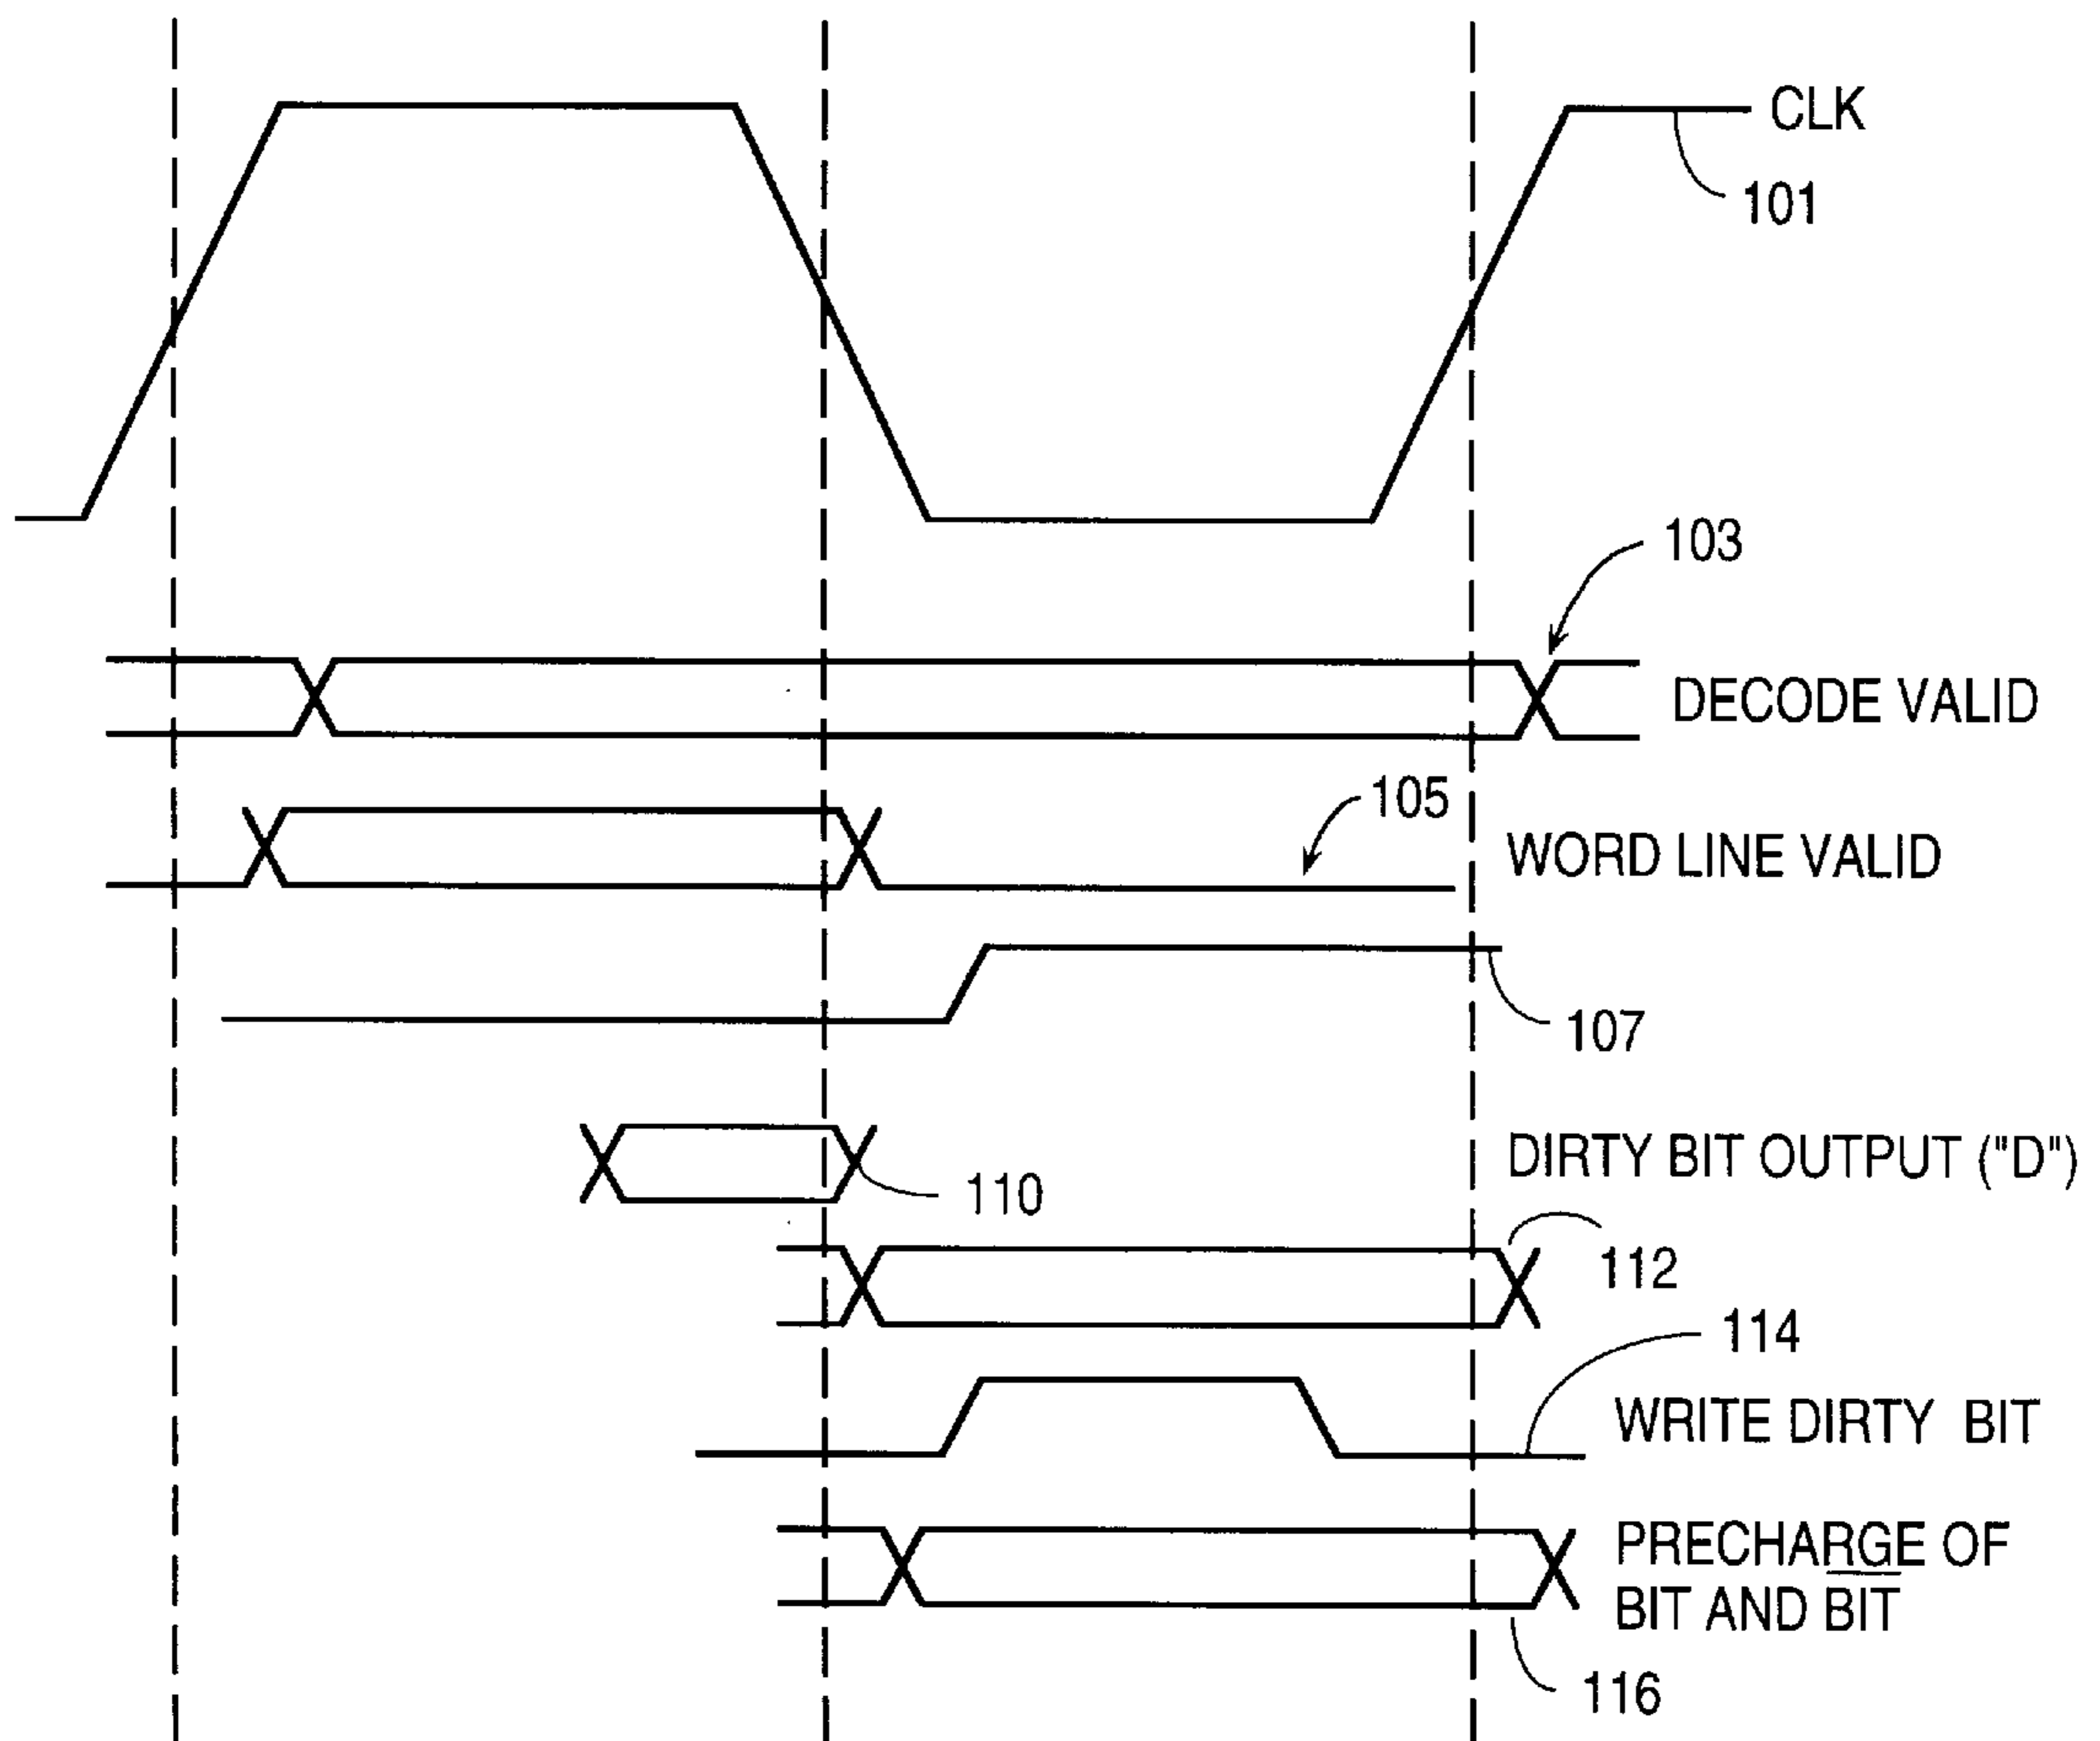 CLK
101
103
DECODE VALID
105
WORD LINE VALID
107
DIRTY BIT OUTPUT ("D")
110
112
114
WRITE DIRTY BIT
PRECHARGE OF
BIT AND B̅I̅T̅
116